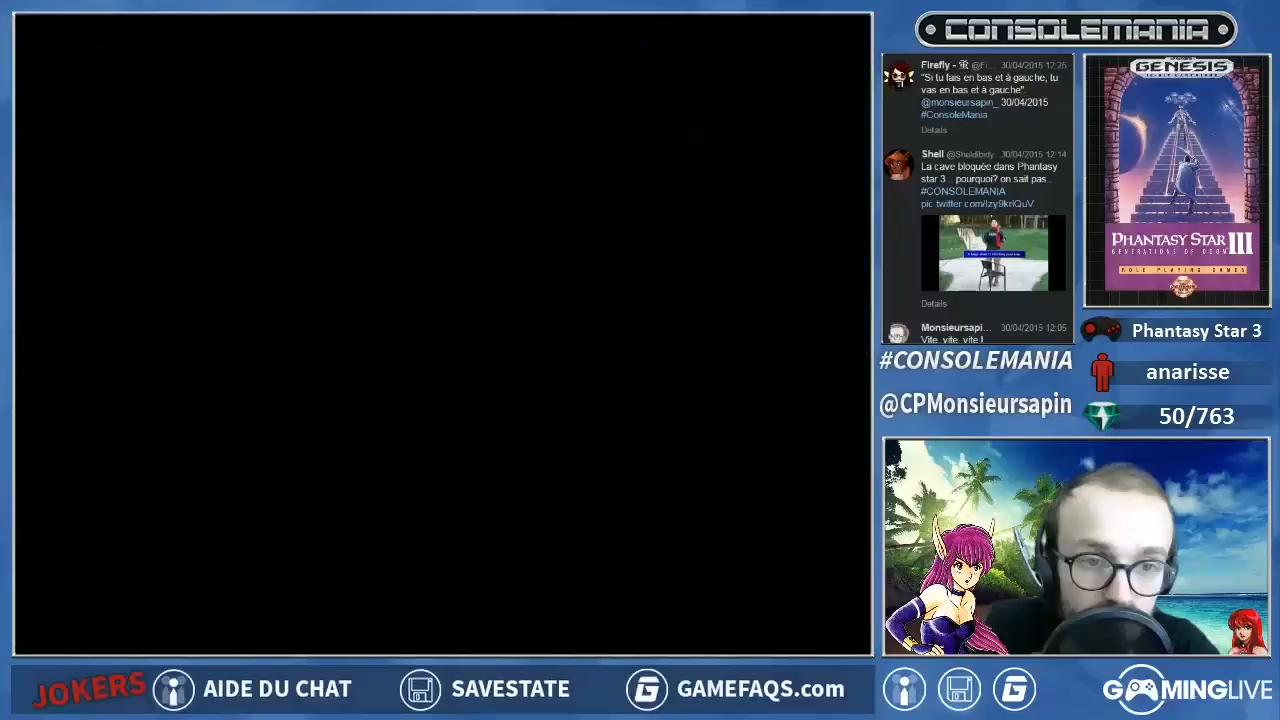 CONSOLEMANIA
Firefly - @Fi... 30/04/2015 12:25
"Si tu fais en bas et à gauche, tu
vas en bas et à gauche"
@monsieursapin_ 30/04/2015
#ConsoleMania
Details
Shell @Sheldibidy 30/04/2015 12:14
La cave bloquée dans Phantasy
star 3... pourquoi? on sait pas..
#CONSOLEMANIA
pic.twitter.com/Izy9krlQuV
Details
Monsieursapi... 30/04/2015 12:05
Vite, vite, vite !
#CONSOLEMANIA
@CPMonsieursapin
GENESIS
PHANTASY STAR III
GENERATIONS OF DOOM
ROLE PLAYING GAMES
Phantasy Star 3
anarisse
50/763
JOKERS
AIDE DU CHAT
SAVESTATE
GAMEFAQS.com
GAMINGLIVE